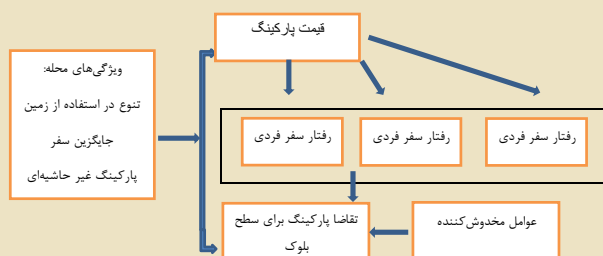 قیمت پارکینگ
ویژگی‌های محله:
تنوع در استفاده از زمین
جایگزین سفر
پارکینگ غیر حاشیه‌ای
رفتار سفر فردی
رفتار سفر فردی
رفتار سفر فردی
تقاضا پارکینگ برای سطح
بلوک
عوامل مخدوش‌کننده